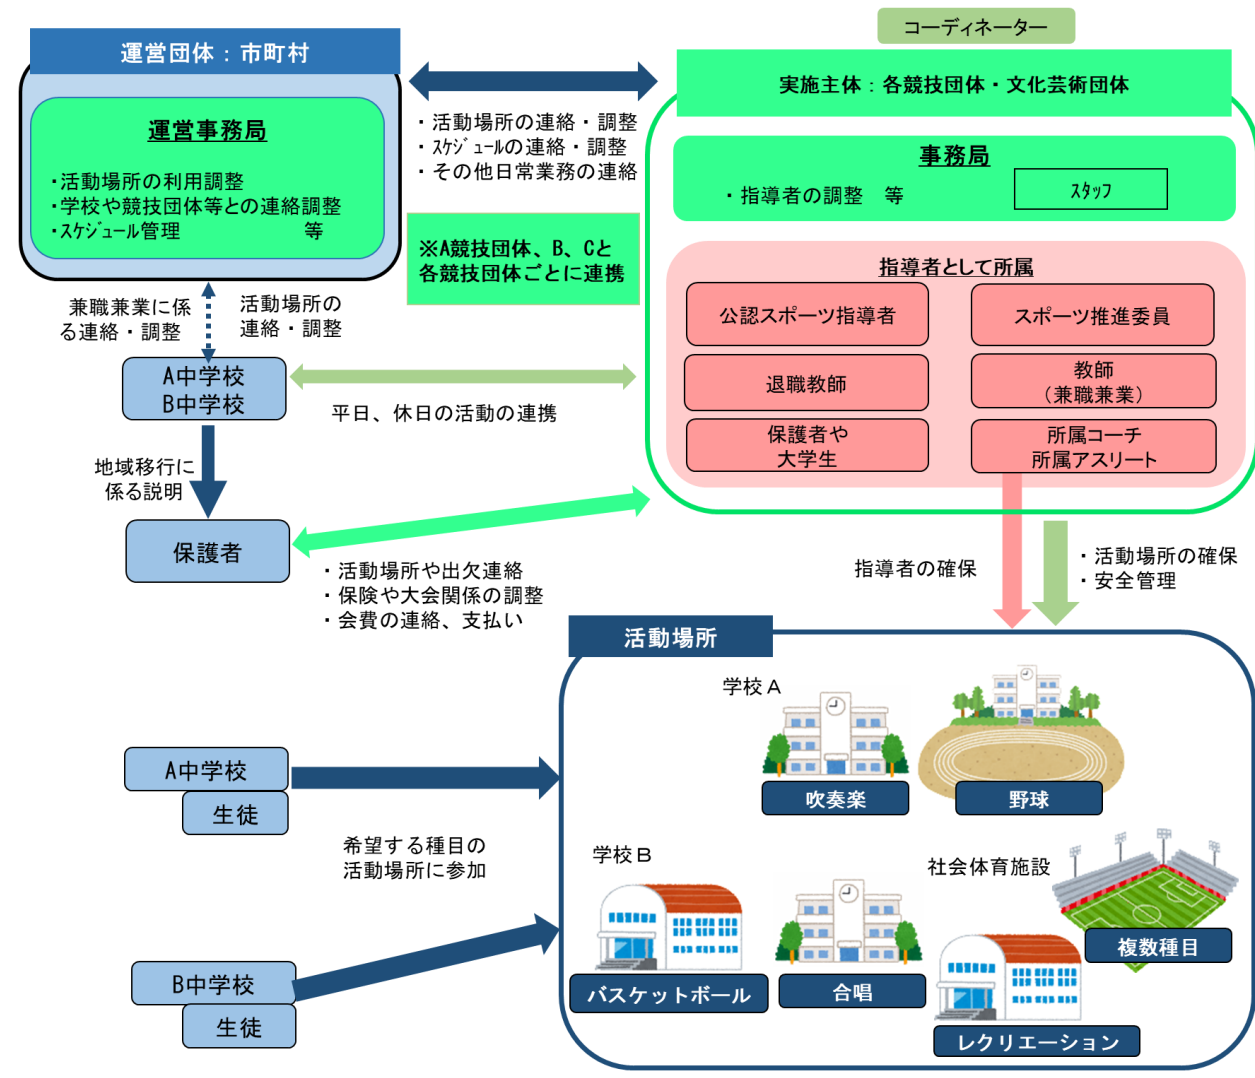 コーディネーター
運営団体：市町村
運営事務局
・活動場所の利用調整
・学校や競技団体等との連絡調整
・ｽｹｼﾞｭｰﾙ管理　　　　　等
・活動場所の連絡・調整
・ｽｹｼﾞｭｰﾙの連絡・調整
・その他日常業務の連絡
※A競技団体、B、Cと
各競技団体ごとに連携
実施主体：各競技団体・文化芸術団体
事務局
・指導者の調整　等
ｽﾀｯﾌ
指導者として所属
公認スポーツ指導者
スポーツ推進委員
退職教師
教師
（兼職兼業）
保護者や
大学生
所属コーチ
所属アスリート
兼職兼業に係
る連絡・調整
活動場所の
連絡・調整
A中学校
B中学校
平日、休日の活動の連携
地域移行に
係る説明
保護者
・活動場所や出欠連絡
・保険や大会関係の調整
・会費の連絡、支払い
指導者の確保
・活動場所の確保
・安全管理
活動場所
学校Ａ
吹奏楽
野球
A中学校
生徒
希望する種目の
活動場所に参加
学校Ｂ
バスケットボール
合唱
社会体育施設
複数種目
レクリエーション
B中学校
生徒